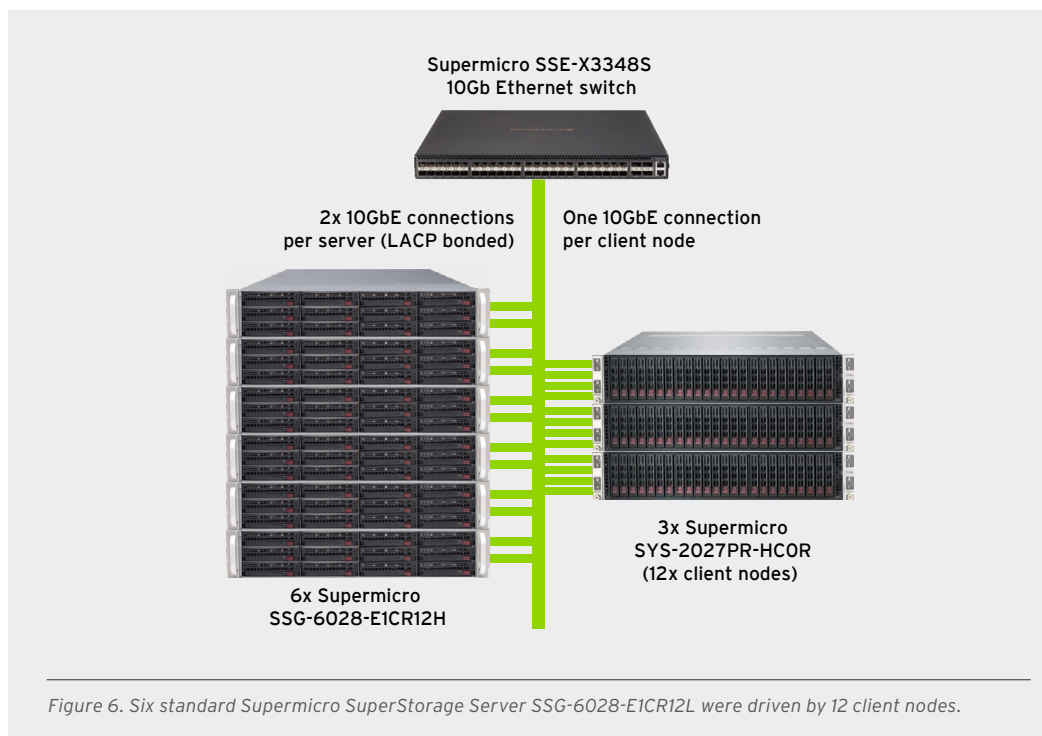 Supermicro SSE-X3348S
10Gb Ethernet switch
2x 10GbE connections
per server (LACP bonded)
One 10GbE connection
per client node
3x Supermicro
SYS-2027PR-HC0R
(12x client nodes)
6x Supermicro
SSG-6028-E1CR12H
Figure 6. Six standard Supermicro SuperStorage Server SSG-6028-E1CR12L were driven by 12 client nodes.